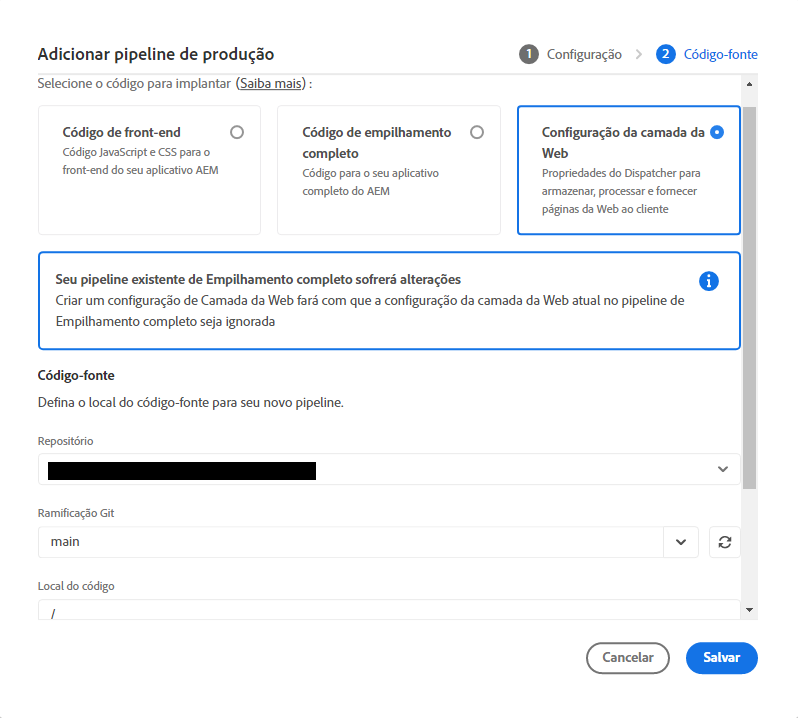 Adicionar pipeline de produção
1 Configuração > 2 Código-fonte
Selecione o código para implantar (Saiba mais) :
Código de front-end
Código JavaScript e CSS para o
front-end do seu aplicativo AEM
Código de empilhamento
completo
Código para o seu aplicativo
completo do AEM
Configuração da camada da
Web
Propriedades do Dispatcher para
armazenar, processar e fornecer
páginas da Web ao cliente
Seu pipeline existente de Empilhamento completo sofrerá alterações
Criar um configuração de Camada da Web fará com que a configuração da camada da Web atual no pipeline de
Empilhamento completo seja ignorada
Código-fonte
Defina o local do código-fonte para seu novo pipeline.
Repositório
Ramificação Git
main
Local do código
/
Cancelar
Salvar